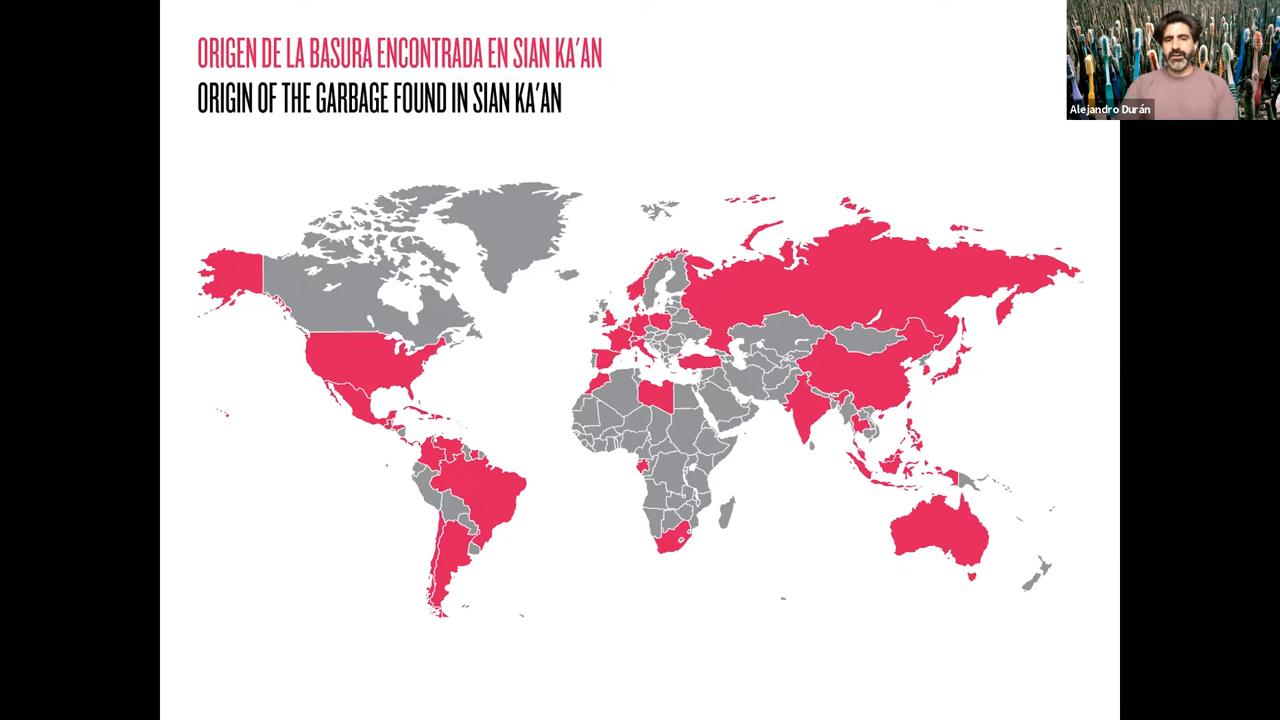 ORIGEN DE LA BASURA ENCONTRADA EN SIAN KA'AN
ORIGIN OF THE GARBAGE FOUND IN SIAN KA'AN
Alejandro Durán